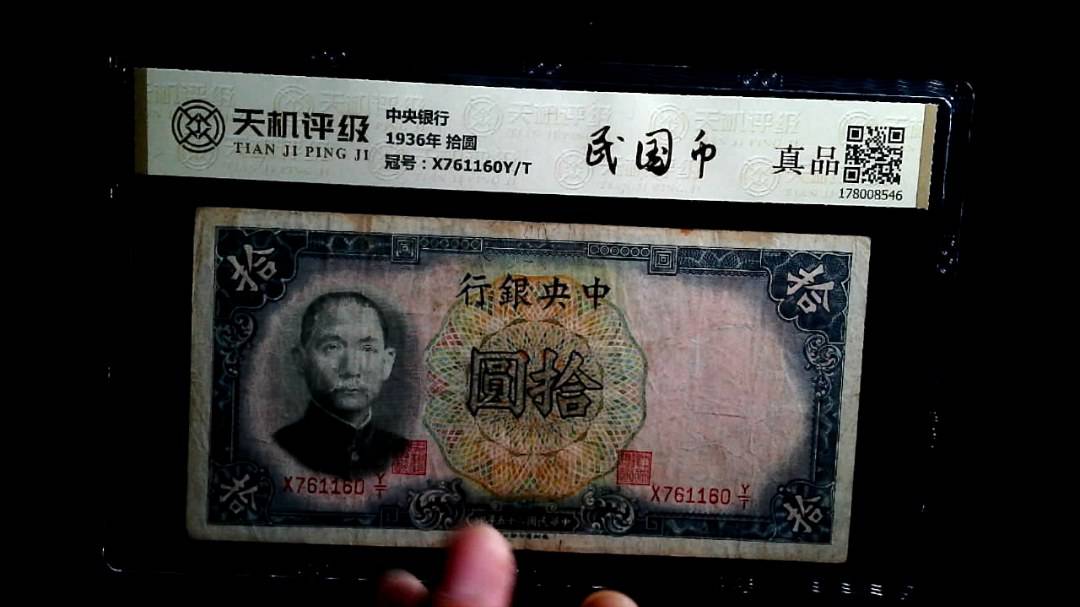 天机评级
TIAN JI PING JI
中央银行
1936年 拾圆
冠号：X761160Y/T
民国币
真品
178008546
拾
拾
行銀央中
圓拾
X761160 Y/T
X761160 Y/T
拾
拾